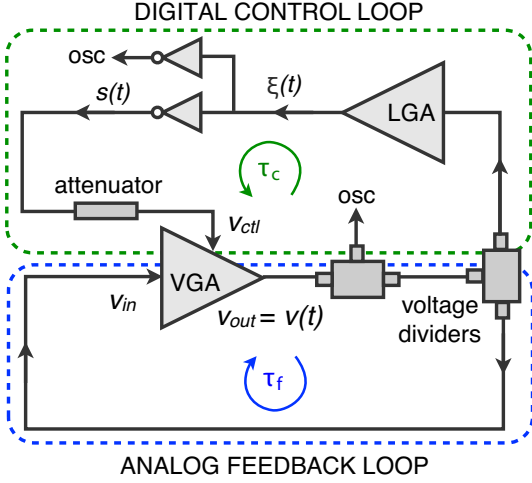 DIGITAL CONTROL LOOP
osc
s(t)
ξ(t)
LGA
τc
attenuator
osc
vctl
VGA
vin
vout = v(t)
voltage
dividers
τf
ANALOG FEEDBACK LOOP